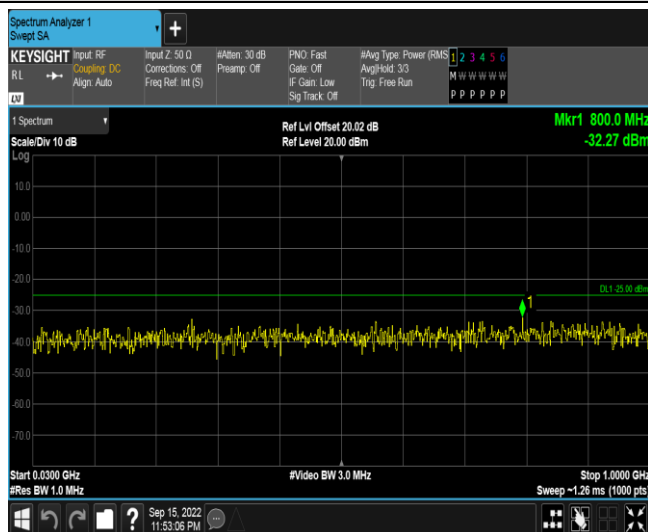 Spectrum Analyzer 1
Swept SA
+
KEYSIGHT
RL
LXI
Input: RF
Coupling: DC
Align: Auto
Input Z: 50 Ω
Corrections: Off
Freq Ref: Int (S)
#Atten: 30 dB
Preamp: Off
PNO: Fast
Gate: Off
IF Gain: Low
Sig Track: Off
#Avg Type: Power (RMS
Avg|Hold: 3/3
Trig: Free Run
1 2 3 4 5 6
M W W W W W
P P P P P P
1 Spectrum
Scale/Div 10 dB
Log
Ref Lvl Offset 20.02 dB
Ref Level 20.00 dBm
Mkr1 800.0 MHz
-32.27 dBm
10.0
0.00
-10.0
-20.0
DL1 -25.00 dBm
1
-30.0
-40.0
-50.0
-60.0
-70.0
Start 0.0300 GHz
#Res BW 1.0 MHz
#Video BW 3.0 MHz
Stop 1.0000 GHz
Sweep ~1.26 ms (1000 pts)
?
Sep 15, 2022
11:53:06 PM